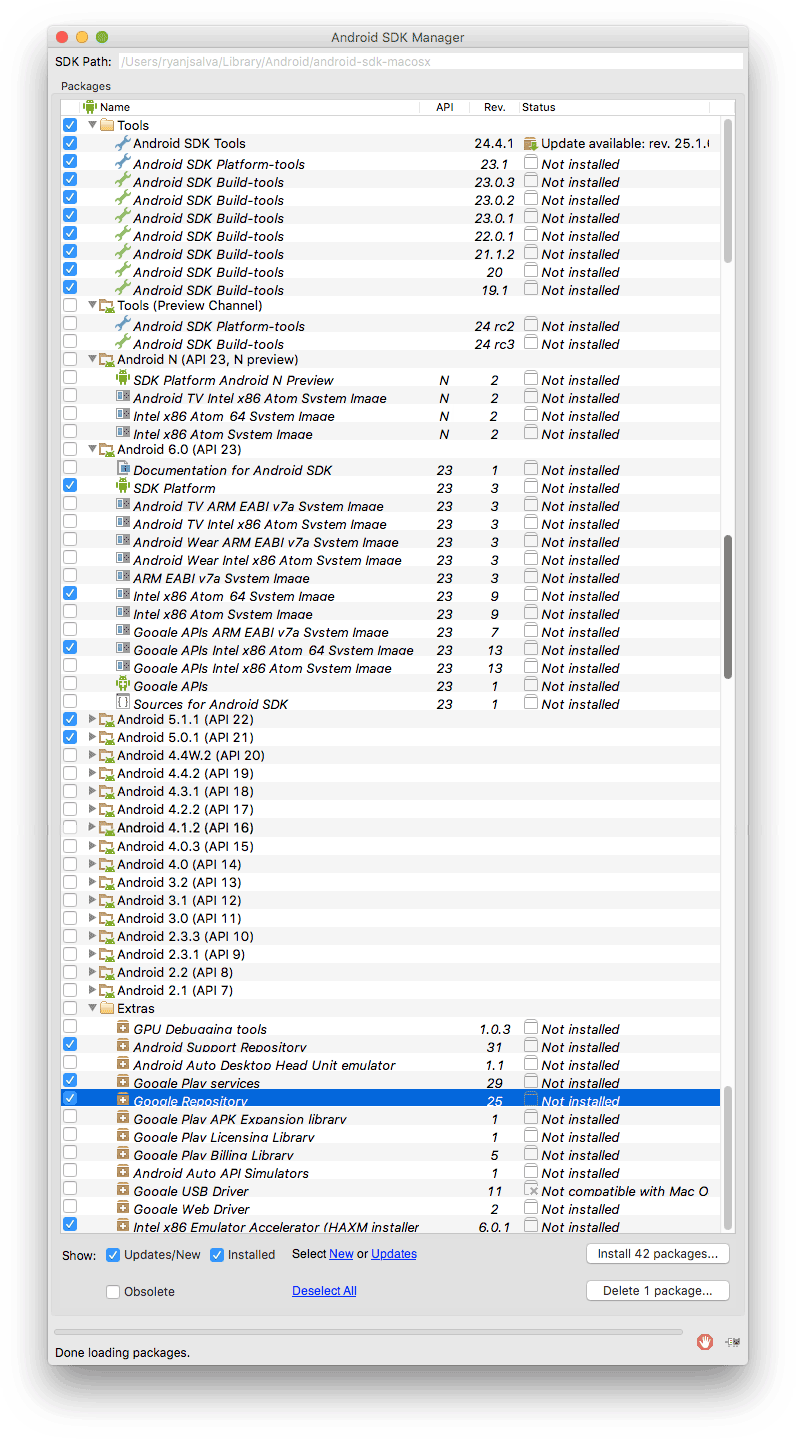 Android SDK Manager
SDK Path: /Users/ryanjsalva/Library/Android/android-sdk-macosx
Packages
Name API Rev. Status
Tools
Android SDK Tools 24.4.1 Update available: rev. 25.1.
Android SDK Platform-tools 23.1 Not installed
Android SDK Build-tools 23.0.3 Not installed
Android SDK Build-tools 23.0.2 Not installed
Android SDK Build-tools 23.0.1 Not installed
Android SDK Build-tools 22.0.1 Not installed
Android SDK Build-tools 21.1.2 Not installed
Android SDK Build-tools 20 Not installed
Android SDK Build-tools 19.1 Not installed
Tools (Preview Channel)
Android SDK Platform-tools 24 rc2 Not installed
Android SDK Build-tools 24 rc3 Not installed
Android N (API 23, N preview)
SDK Platform Android N Preview N 2 Not installed
Android TV Intel x86 Atom System Image N 2 Not installed
Intel x86 Atom_64 System Image N 2 Not installed
Intel x86 Atom System Image N 2 Not installed
Android 6.0 (API 23)
Documentation for Android SDK 23 1 Not installed
SDK Platform 23 3 Not installed
Android TV ARM EABI v7a System Image 23 3 Not installed
Android TV Intel x86 Atom System Image 23 3 Not installed
Android Wear ARM EABI v7a System Image 23 3 Not installed
Android Wear Intel x86 Atom System Image 23 3 Not installed
ARM EABI v7a System Image 23 3 Not installed
Intel x86 Atom_64 System Image 23 9 Not installed
Intel x86 Atom System Image 23 9 Not installed
Google APIs ARM EABI v7a System Image 23 7 Not installed
Google APIs Intel x86 Atom_64 System Image 23 13 Not installed
Google APIs Intel x86 Atom System Image 23 13 Not installed
Google APIs 23 1 Not installed
Sources for Android SDK 23 1 Not installed
Android 5.1.1 (API 22)
Android 5.0.1 (API 21)
Android 4.4W.2 (API 20)
Android 4.4.2 (API 19)
Android 4.3.1 (API 18)
Android 4.2.2 (API 17)
Android 4.1.2 (API 16)
Android 4.0.3 (API 15)
Android 4.0 (API 14)
Android 3.2 (API 13)
Android 3.1 (API 12)
Android 3.0 (API 11)
Android 2.3.3 (API 10)
Android 2.3.1 (API 9)
Android 2.2 (API 8)
Android 2.1 (API 7)
Extras
GPU Debugging tools 1.0.3 Not installed
Android Support Repository 31 Not installed
Android Auto Desktop Head Unit emulator 1.1 Not installed
Google Play services 29 Not installed
Google Repository 25 Not installed
Google Play APK Expansion library 1 Not installed
Google Play Licensing Library 1 Not installed
Google Play Billing Library 5 Not installed
Android Auto API Simulators 1 Not installed
Google USB Driver 11 Not compatible with Mac O
Google Web Driver 2 Not installed
Intel x86 Emulator Accelerator (HAXM installer 6.0.1 Not installed
Show: Updates/New Installed Select New or Updates Install 42 packages...
Obsolete Deselect All Delete 1 package...
Done loading packages.